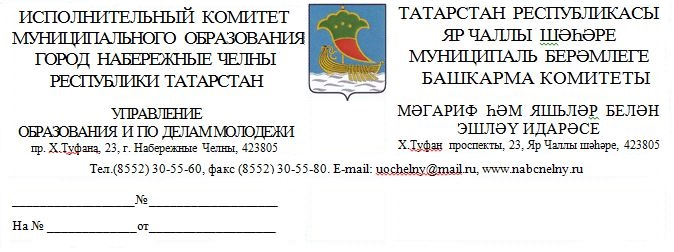 ИСПОЛНИТЕЛЬНЫЙ КОМИТЕТ
МУНИЦИПАЛЬНОГО ОБРАЗОВАНИЯ
ГОРОД НАБЕРЕЖНЫЕ ЧЕЛНЫ
РЕСПУБЛИКИ ТАТАРСТАН
УПРАВЛЕНИЕ
ОБРАЗОВАНИЯ И ПО ДЕЛАМ МОЛОДЕЖИ
пр. Х.Туфана, 23, г. Набережные Челны, 423805
ТАТАРСТАН РЕСПУБЛИКАСЫ
ЯР ЧАЛЛЫ ШӘҺӘРЕ
МУНИЦИПАЛЬ БЕРӘМЛЕГЕ
БАШКАРМА КОМИТЕТЫ
МӘГАРИФ ҺӘМ ЯШЬЛӘР БЕЛӘН
ЭШЛӘҮ ИДАРӘСЕ
Х.Туфан проспекты, 23, Яр Чаллы шәһәре, 423805
Тел.(8552) 30-55-60, факс (8552) 30-55-80. E-mail: uochelny@mail.ru, www.nabcnelny.ru
__________________№___________________
На № _____________от___________________